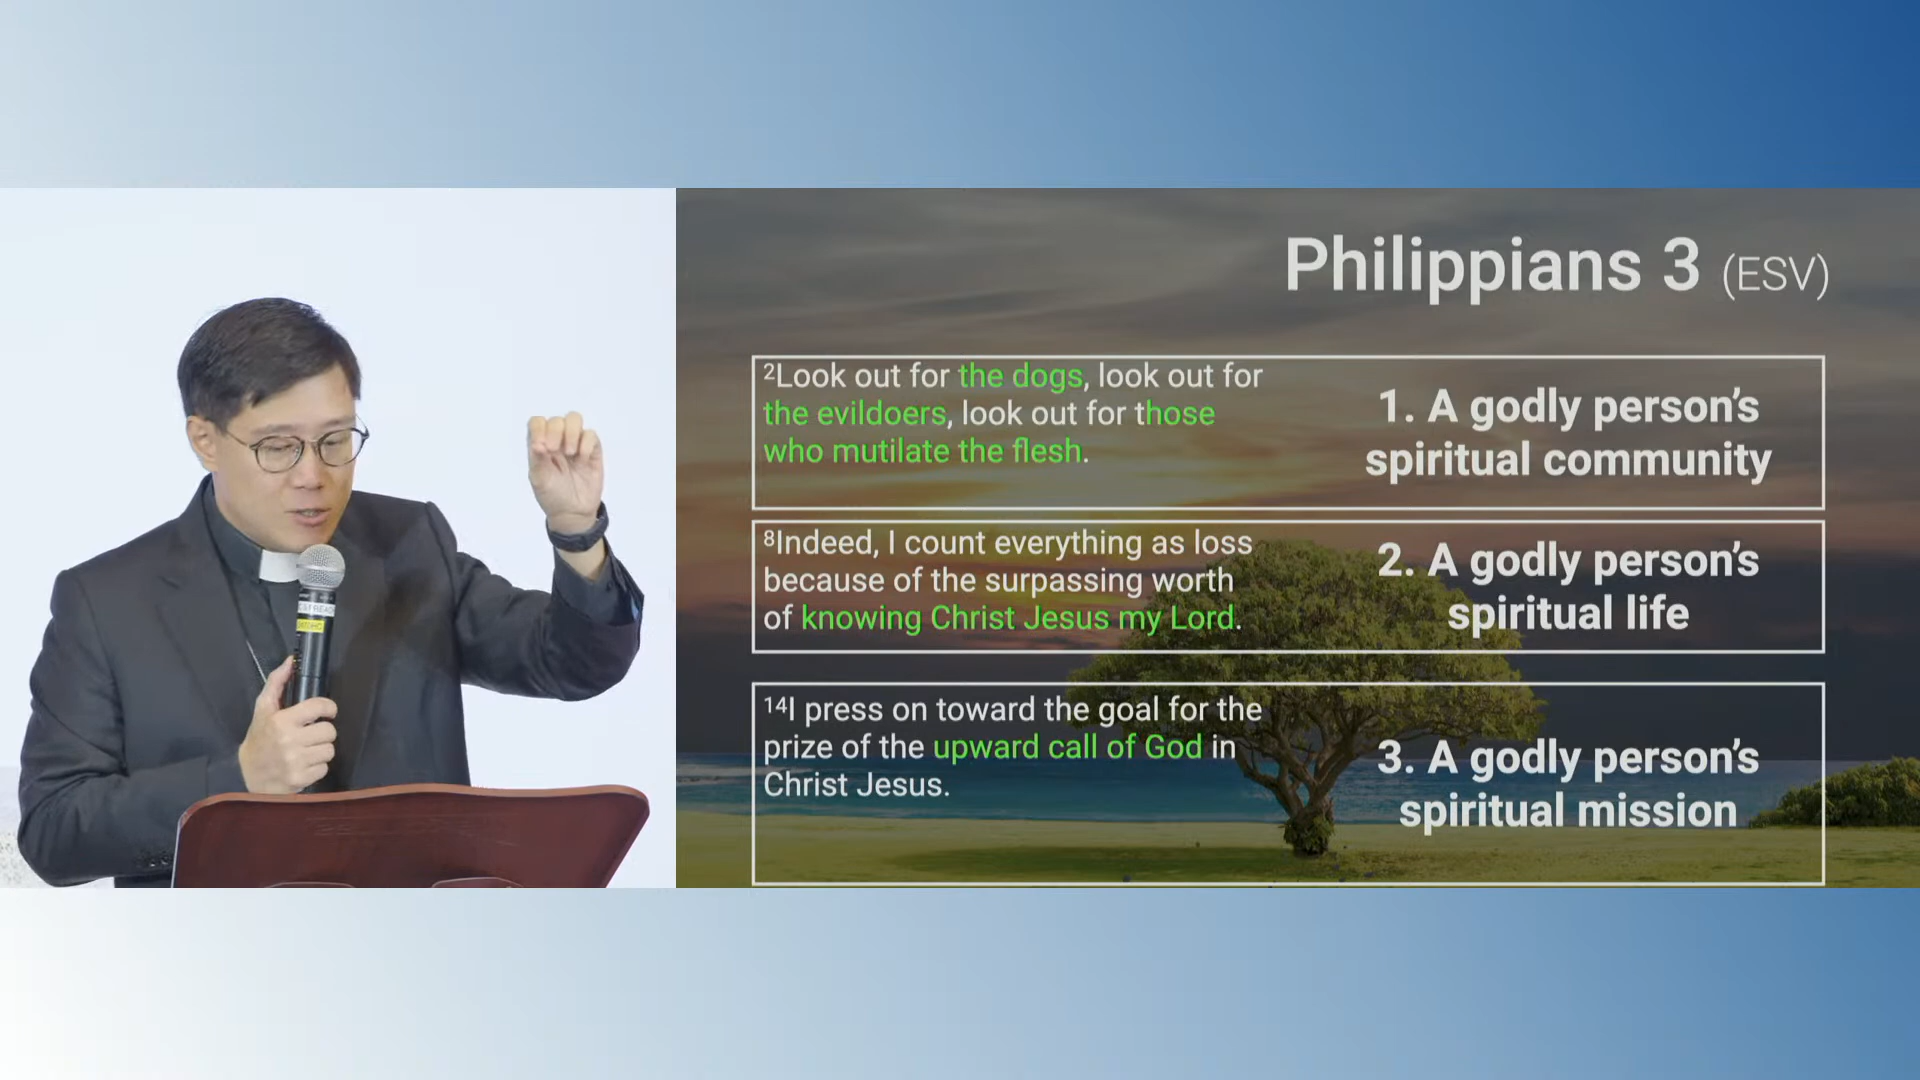 Philippians 3 (ESV)
²Look out for the dogs, look out for
the evildoers, look out for those
who mutilate the flesh.
1. A godly person’s
spiritual community
⁸Indeed, I count everything as loss
because of the surpassing worth
of knowing Christ Jesus my Lord.
2. A godly person’s
spiritual life
¹⁴I press on toward the goal for the
prize of the upward call of God in
Christ Jesus.
3. A godly person’s
spiritual mission